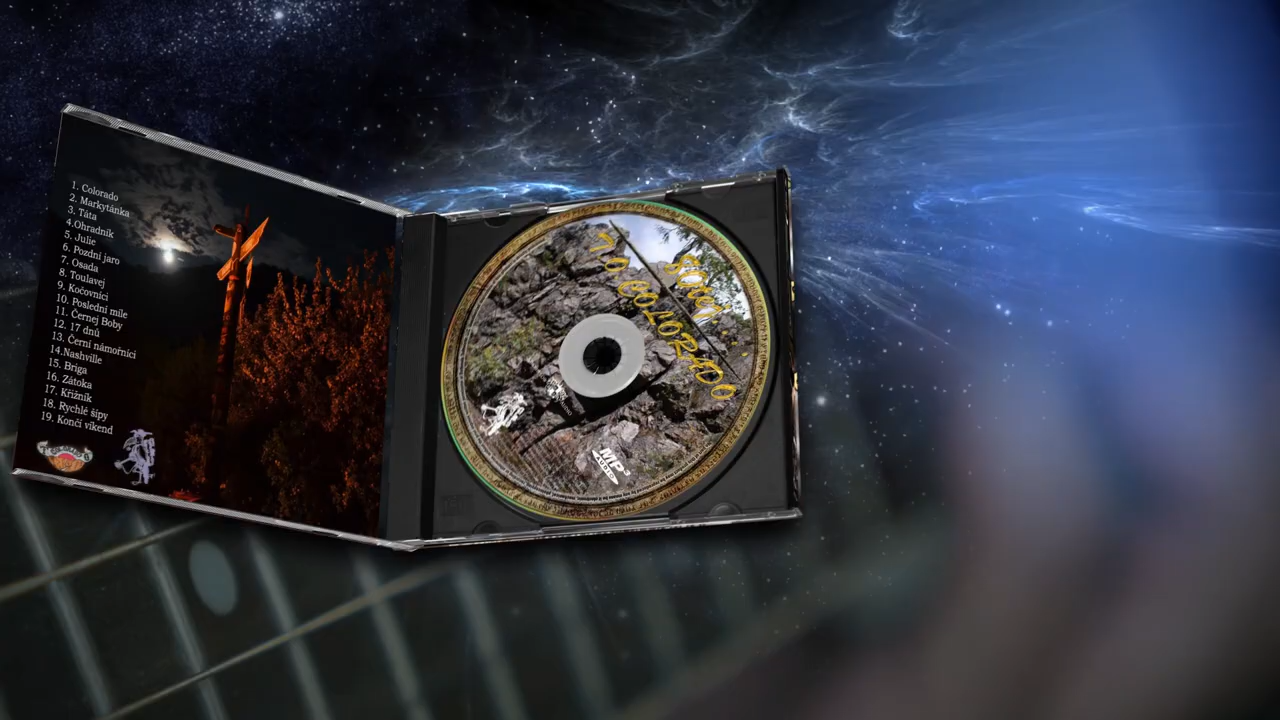 1. Colorado
2. Markytánka
3. Táta
4.Ohradník
5. Julie
6. Pozdní jaro
7. Osada
8. Toulavej
9. Kočovníci
10. Poslední míle
11. Černej Boby
12. 17 dnů
13. Černí námořníci
14.Nashville
15. Briga
16. Zátoka
17. Křižník
18. Rychlé šípy
19. Končí víkend
TO COLORADO
MP3
AUDIO